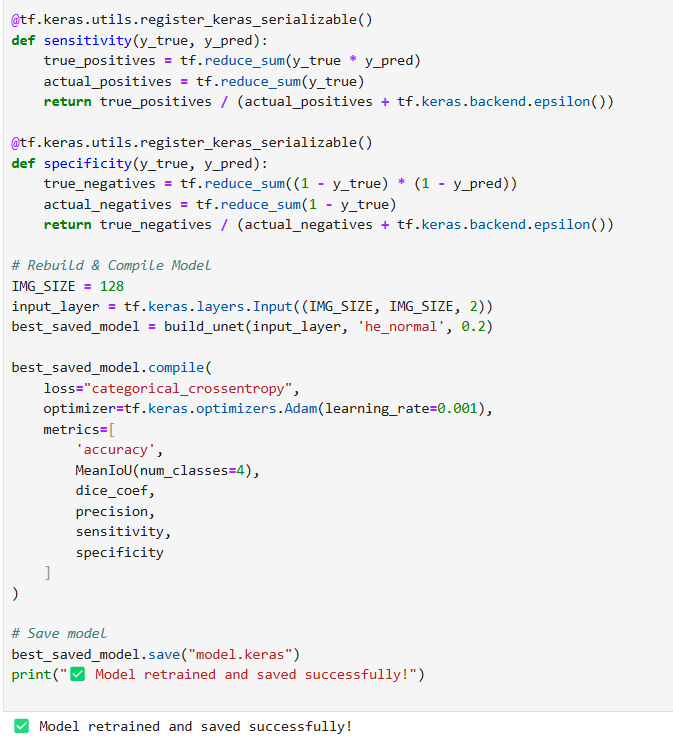 @tf.keras.utils.register_keras_serializable()
def sensitivity(y_true, y_pred):
    true_positives = tf.reduce_sum(y_true * y_pred)
    actual_positives = tf.reduce_sum(y_true)
    return true_positives / (actual_positives + tf.keras.backend.epsilon())

@tf.keras.utils.register_keras_serializable()
def specificity(y_true, y_pred):
    true_negatives = tf.reduce_sum((1 - y_true) * (1 - y_pred))
    actual_negatives = tf.reduce_sum(1 - y_true)
    return true_negatives / (actual_negatives + tf.keras.backend.epsilon())

# Rebuild & Compile Model
IMG_SIZE = 128
input_layer = tf.keras.layers.Input((IMG_SIZE, IMG_SIZE, 2))
best_saved_model = build_unet(input_layer, 'he_normal', 0.2)

best_saved_model.compile(
    loss="categorical_crossentropy",
    optimizer=tf.keras.optimizers.Adam(learning_rate=0.001),
    metrics=[
        'accuracy',
        MeanIoU(num_classes=4),
        dice_coef,
        precision,
        sensitivity,
        specificity
    ]
)

# Save model
best_saved_model.save("model.keras")
print("✅ Model retrained and saved successfully!")

✅ Model retrained and saved successfully!